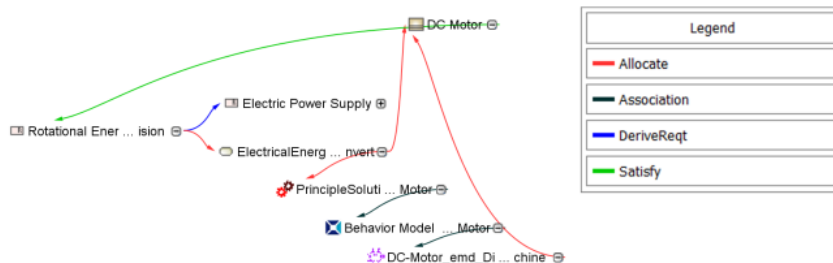 DC Motor
Legend
Allocate
Association
DeriveReqt
Satisfy
Electric Power Supply
Rotational Ener ... ision
ElectricalEnerg ... nvert
PrincipleSoluti ... Motor
Behavior Model ... Motor
DC-Motor_emd_Di ... chine